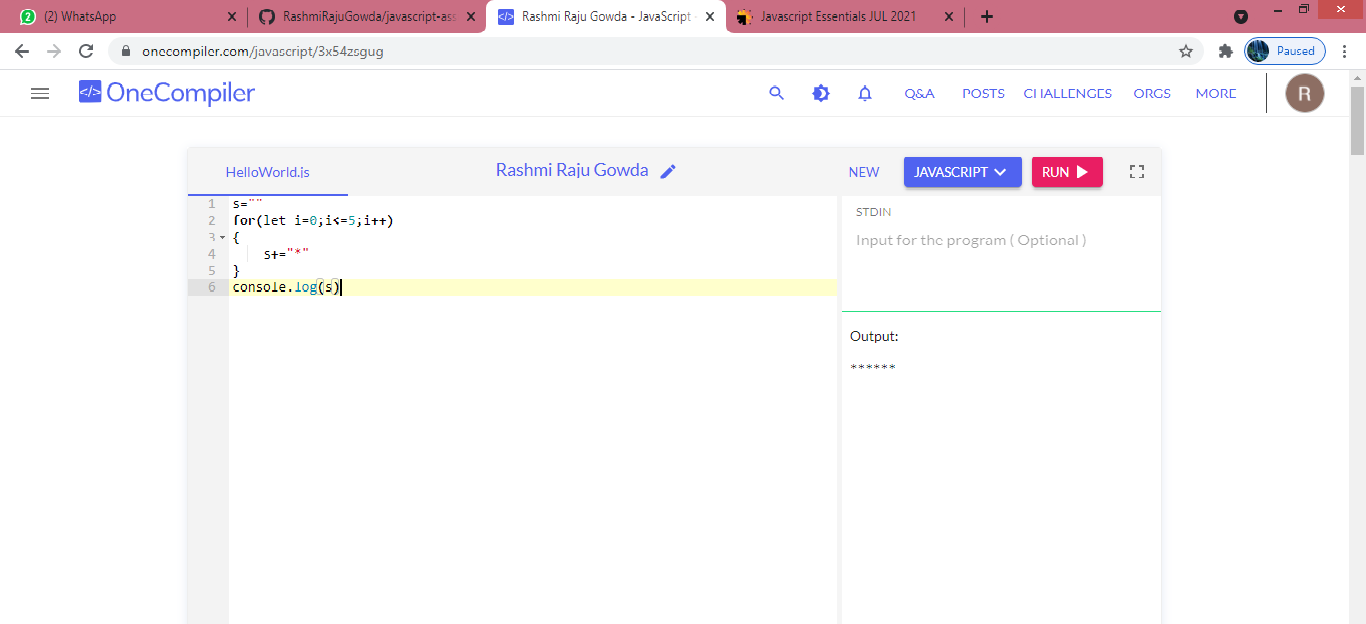 2 (2) WhatsApp
RashmiRajuGowda/javascript-ass
Rashmi Raju Gowda - JavaScript -
Javascript Essentials JUL 2021
onecompiler.com/javascript/3x54zsgug
Paused
</> OneCompiler
Q&A POSTS CHALLENGES ORGS MORE R
HelloWorld.js
Rashmi Raju Gowda
NEW JAVASCRIPT RUN
1 s=""
2 for(let i=0;i<=5;i++)
3 {
4 s+="*"
5 }
6 console.log(s)
STDIN
Input for the program ( Optional )
Output:
******